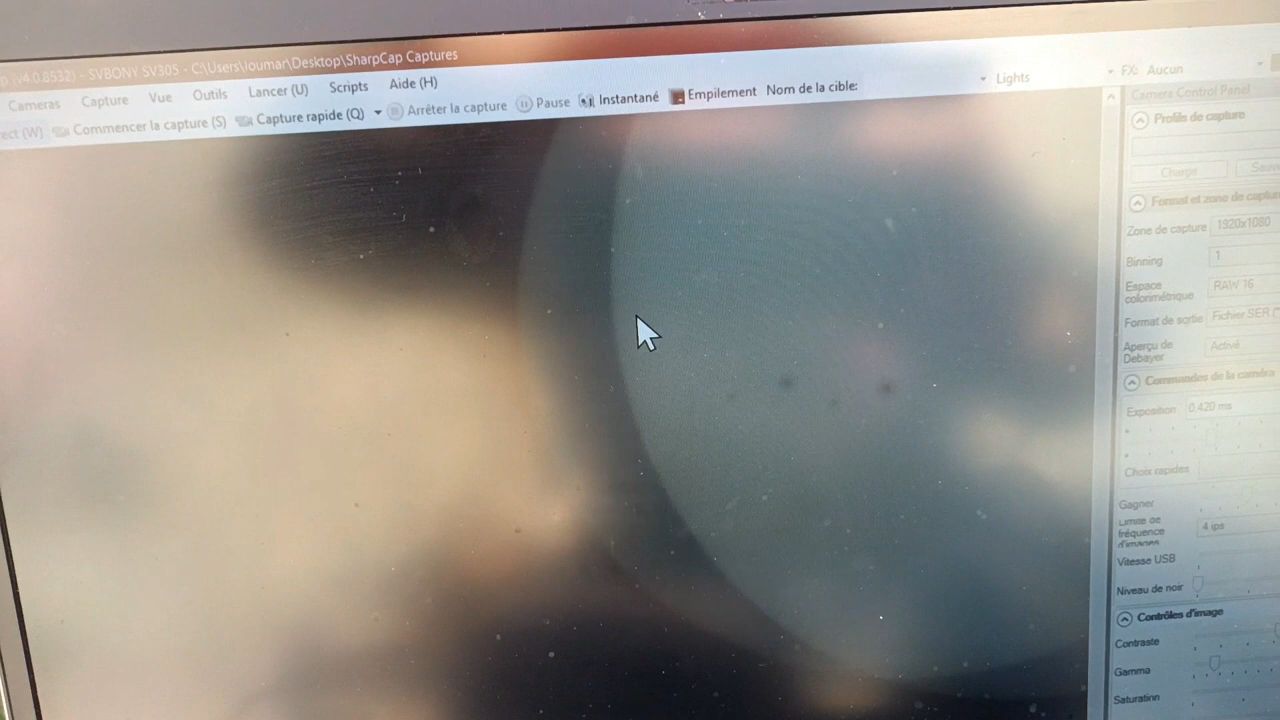 (v4.0.8532) - SVBONY SV305 - C:\Users\loumar\Desktop\SharpCap Captures
Cameras Capture Vue Outils Lancer (U) Scripts Aide (H)
ect (W) Commencer la capture (S) Capture rapide (Q) Arrêter la capture Pause Instantané Empilement Nom de la cible: Lights FX: Aucun
Camera Control Panel
Profils de capture
Charge Sauv
Format et zone de captur
Zone de capture 1920x1080
Binning 1
Espace colorimétrique RAW 16
Format de sortie Fichier SER (*
Aperçu de Debayer Activé
Commandes de la caméra
Exposition 0,420 ms
Choix rapides
Gagner
Limite de fréquence d'images 4 ips
Vitesse USB
Niveau de noir
Contrôles d'image
Contraste
Gamma
Saturation